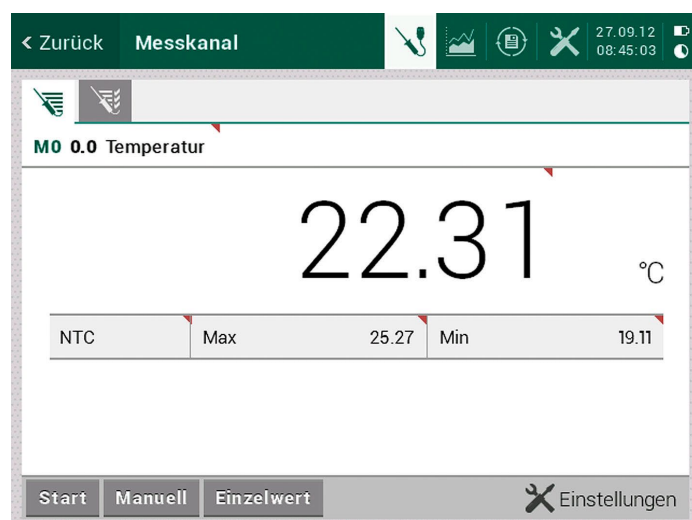 < Zurück Messkanal 27.09.12
08:45:03
M0 0.0 Temperatur
22.31 °C
NTC Max 25.27 Min 19.11
Start Manuell Einzelwert Einstellungen